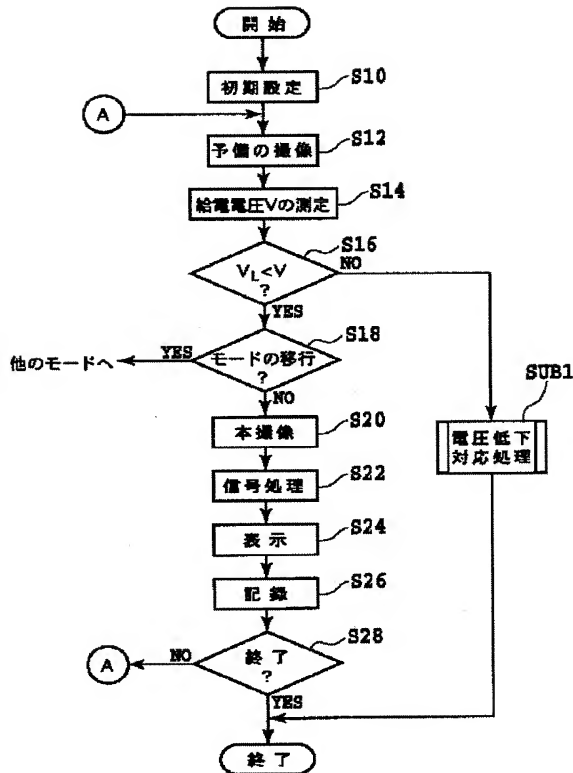 開始
初期設定 S10
A
予備の撮像 S12
給電電圧Vの測定 S14
VL<V
? S16
NO
YES
モードの移行
? S18
YES
他のモードへ
NO
SUB1
電圧低下
対応処理
本撮像 S20
信号処理 S22
表示 S24
記録 S26
終了
? S28
NO
A
YES
終了